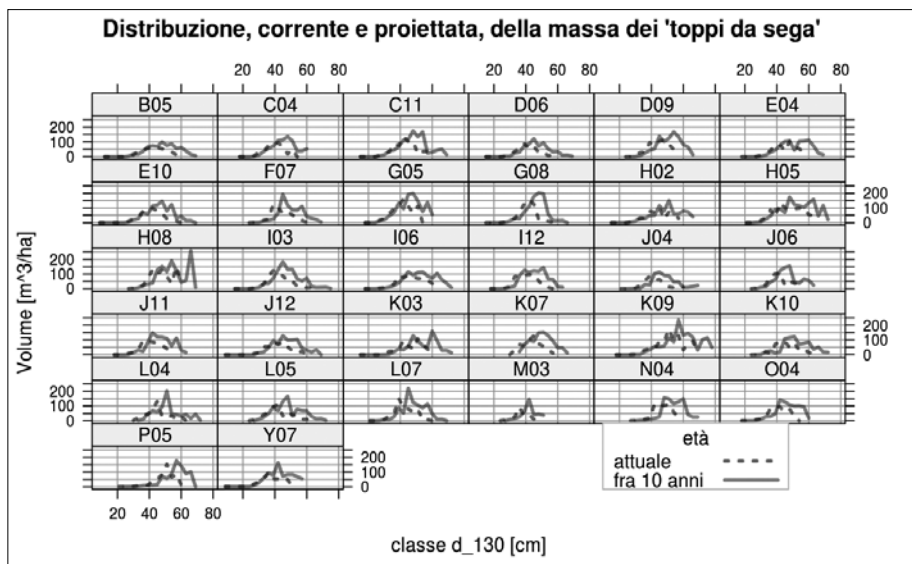 Distribuzione, corrente e proiettata, della massa dei 'toppi da sega'
20 40 60 80 20 40 60 80 20 40 60 80
B05 C04 C11 D06 D09 E04
200
100
0
200
100
0
E10 F07 G05 G08 H02 H05
200
100
0
H08 I03 I06 I12 J04 J06
200
100
0
J11 J12 K03 K07 K09 K10
200
100
0
L04 L05 L07 M03 N04 O04
200
100
0
P05 Y07
200
100
0
20 40 60 80
Volume [m^3/ha]
classe d_130 [cm]
età
attuale
fra 10 anni